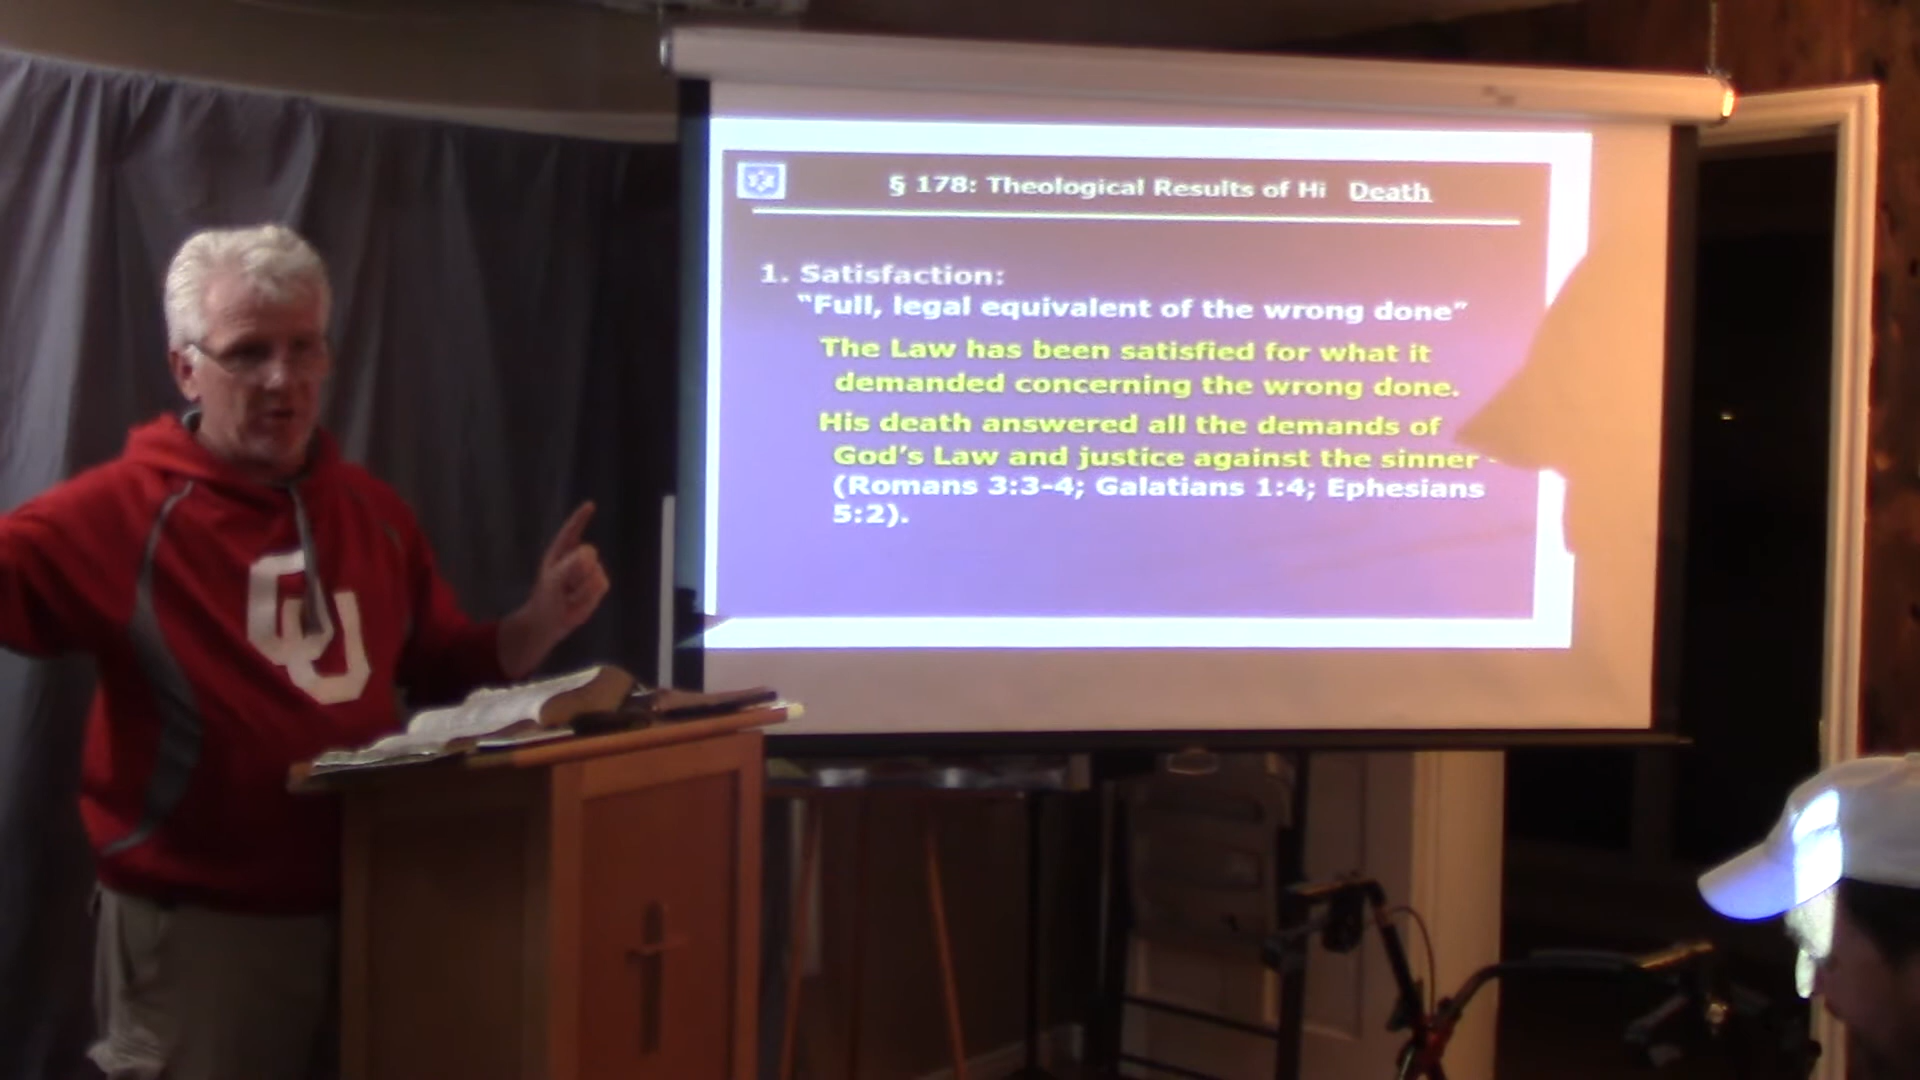 § 178: Theological Results of Hi Death
1. Satisfaction:
“Full, legal equivalent of the wrong done”
The Law has been satisfied for what it
demanded concerning the wrong done.
His death answered all the demands of
God’s Law and justice against the sinner -
(Romans 3:3-4; Galatians 1:4; Ephesians
5:2).
OU